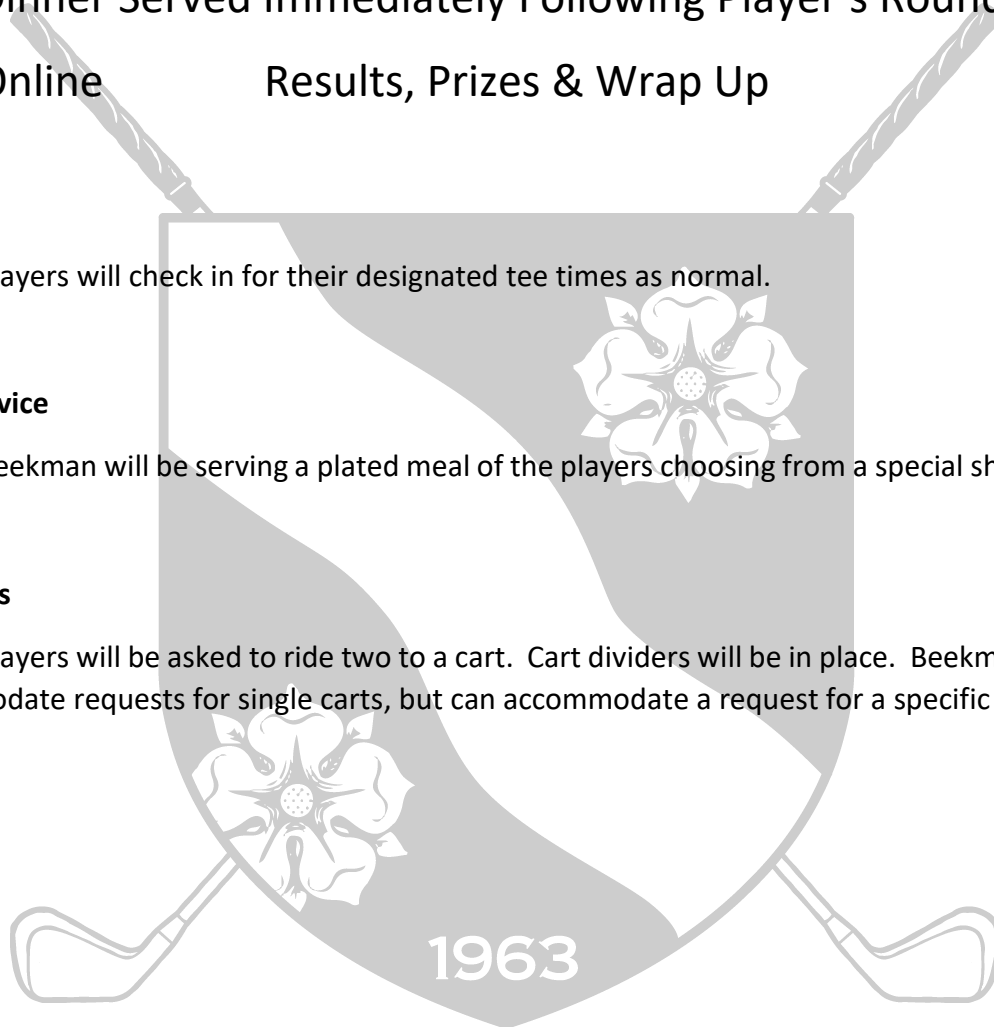 Dinner Served Immediately Following Player's Round
Online Results, Prizes & Wrap Up
ayers will check in for their designated tee times as normal.
vice
eekman will be serving a plated meal of the players choosing from a special sh
s
ayers will be asked to ride two to a cart. Cart dividers will be in place. Beekm
odate requests for single carts, but can accommodate a request for a specific
1963